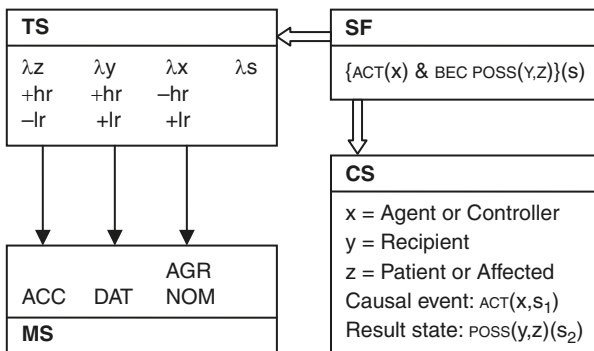 TS
λz λy λx λs
+hr +hr –hr
–lr +lr +lr
SF
{ACT(x) & BEC POSS(Y,Z)}(s)
CS
x = Agent or Controller
y = Recipient
z = Patient or Affected
Causal event: ACT(x,s₁)
Result state: POSS(y,z)(s₂)
AGR
ACC DAT NOM
MS